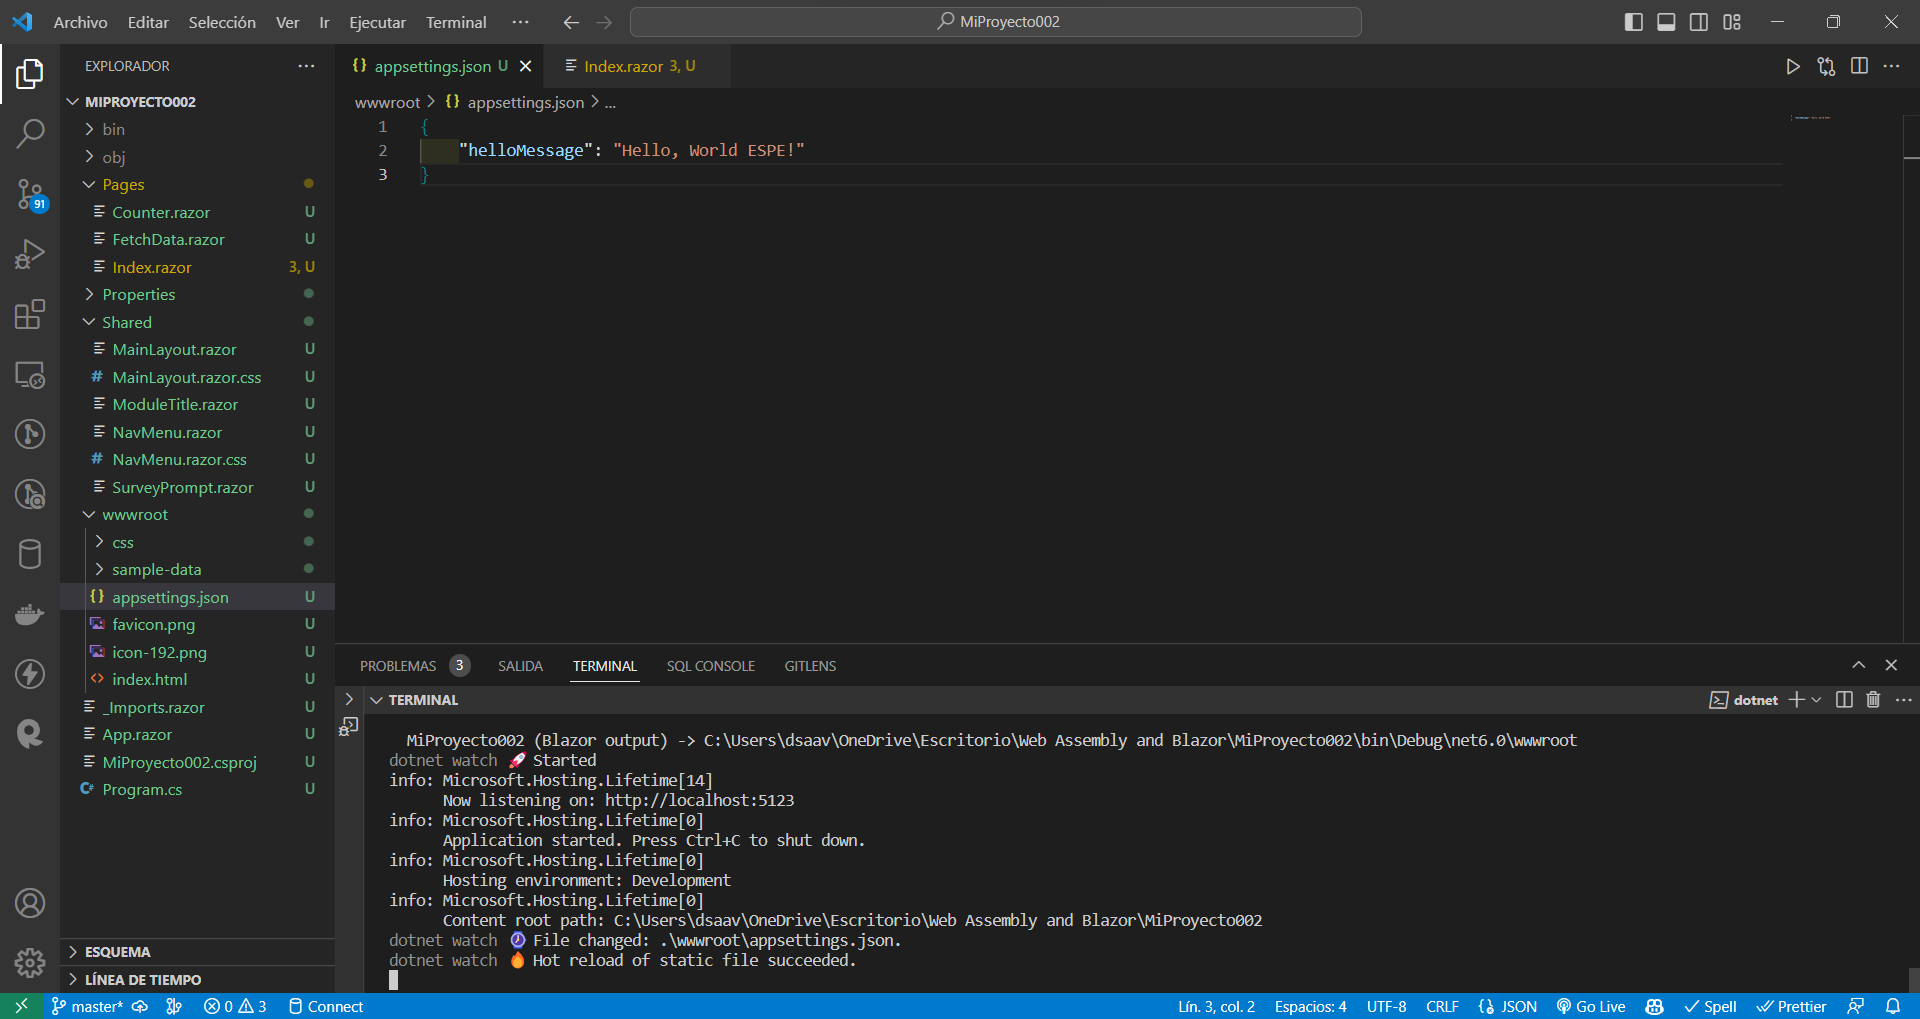 Archivo Editar Selección Ver Ir Ejecutar Terminal ··· MiProyecto002
EXPLORADOR ···
MIPROYECTO002
bin
obj
Pages
Counter.razor U
FetchData.razor U
Index.razor 3, U
Properties
Shared
MainLayout.razor U
MainLayout.razor.css U
ModuleTitle.razor U
NavMenu.razor U
NavMenu.razor.css U
SurveyPrompt.razor U
wwwroot
css
sample-data
appsettings.json U
favicon.png U
icon-192.png U
index.html U
_Imports.razor U
App.razor U
MiProyecto002.csproj U
Program.cs U
ESQUEMA
LÍNEA DE TIEMPO
91
appsettings.json U Index.razor 3, U
wwwroot > {} appsettings.json > ...
1 {
2 "helloMessage": "Hello, World ESPE!"
3 }
PROBLEMAS 3 SALIDA TERMINAL SQL CONSOLE GITLENS
TERMINAL dotnet
MiProyecto002 (Blazor output) -> C:\Users\dsaav\OneDrive\Escritorio\Web Assembly and Blazor\MiProyecto002\bin\Debug\net6.0\wwwroot
dotnet watch 🚀 Started
info: Microsoft.Hosting.Lifetime[14]
Now listening on: http://localhost:5123
info: Microsoft.Hosting.Lifetime[0]
Application started. Press Ctrl+C to shut down.
info: Microsoft.Hosting.Lifetime[0]
Hosting environment: Development
info: Microsoft.Hosting.Lifetime[0]
Content root path: C:\Users\dsaav\OneDrive\Escritorio\Web Assembly and Blazor\MiProyecto002
dotnet watch ⌚ File changed: .\wwwroot\appsettings.json.
dotnet watch 🔥 Hot reload of static file succeeded.
master* 0 3 Connect Lín. 3, col. 2 Espacios: 4 UTF-8 CRLF {} JSON Go Live Spell Prettier